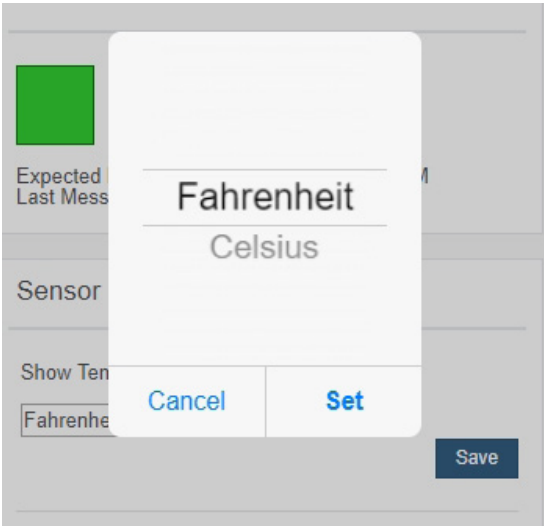 Expected
M
Last Mess
Fahrenheit
Celsius
Sensor
Show Ten
Cancel Set
Fahrenhe
Save